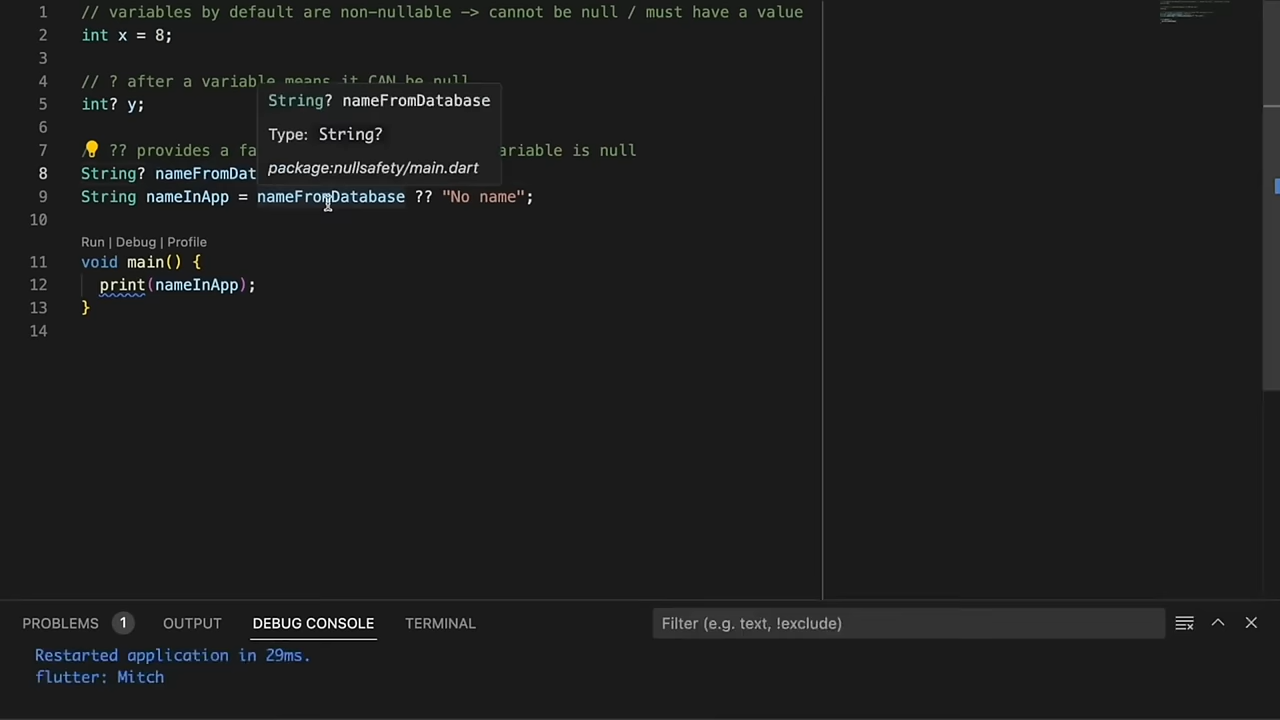 1 // variables by default are non-nullable -> cannot be null / must have a value
2 int x = 8;
3
4 // ? after a variable means it CAN be null
5 int? y;
6
String? nameFromDatabase
Type: String?
package:nullsafety/main.dart
7 / ?? provides a fa ariable is null
8 String? nameFromDat
9 String nameInApp = nameFromDatabase ?? "No name";
10
Run | Debug | Profile
11 void main() {
12 print(nameInApp);
13 }
14
PROBLEMS 1 OUTPUT DEBUG CONSOLE TERMINAL Filter (e.g. text, !exclude)
Restarted application in 29ms.
flutter: Mitch